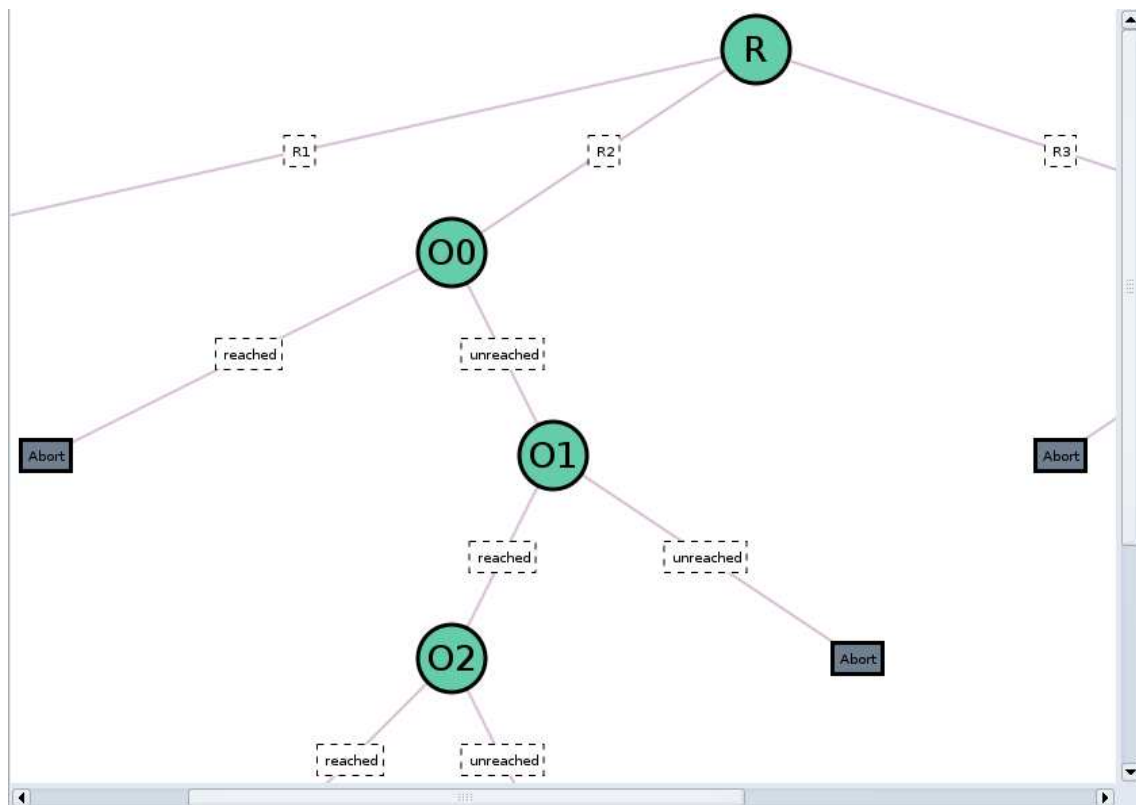 R
R1
R2
R3
O0
reached
unreached
Abort
O1
Abort
reached
unreached
O2
Abort
reached
unreached